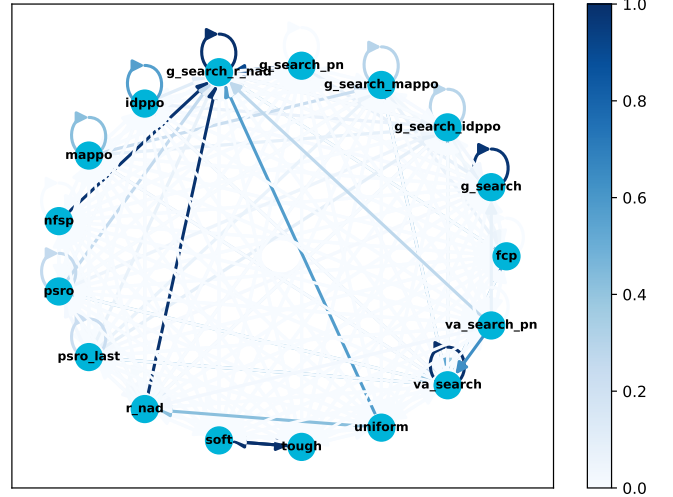 1.0
g_search_pn
g_search_r_nad
g_search_mappo
idppo
0.8
g_search_idppo
mappo
g_search
0.6
nfsp
fcp
psro
0.4
va_search_pn
psro_last
va_search
0.2
r_nad
uniform
soft
tough
0.0